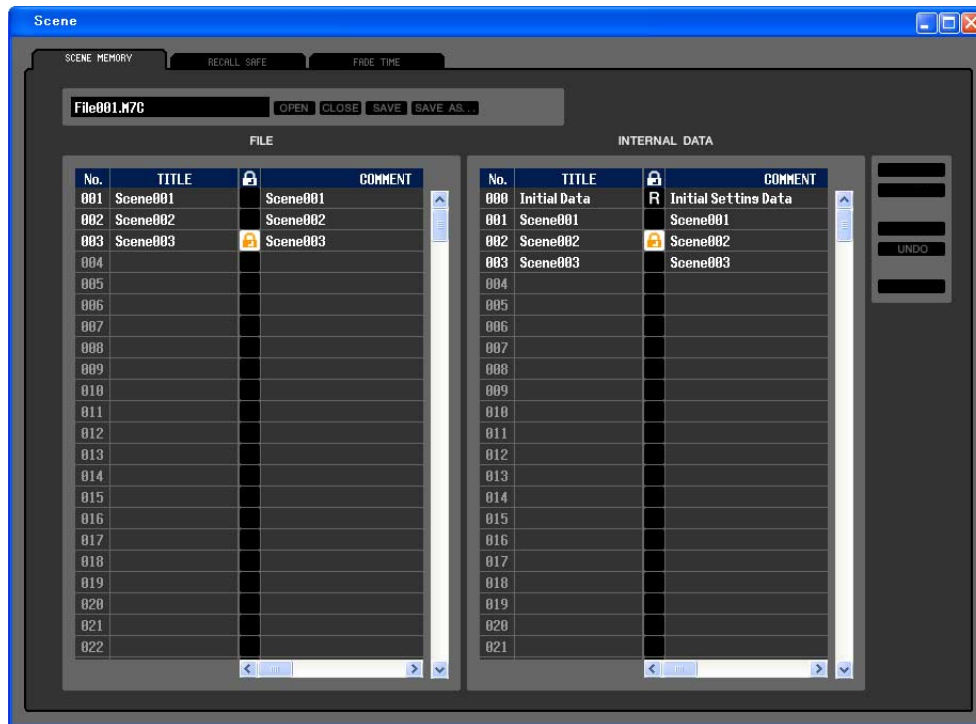 Scene
SCENE MEMORY RECALL SAFE FADE TIME
File001.M7C OPEN CLOSE SAVE SAVE AS...
FILE INTERNAL DATA
No. TITLE COMMENT
001 Scene001 Scene001
002 Scene002 Scene002
003 Scene003 Scene003
004
005
006
007
008
009
010
011
012
013
014
015
016
017
018
019
020
021
022
No. TITLE COMMENT
000 Initial Data R Initial Setting Data
001 Scene001 Scene001
002 Scene002 Scene002
003 Scene003 Scene003
004
005
006
007
008
009
010
011
012
013
014
015
016
017
018
019
020
021
UNDO